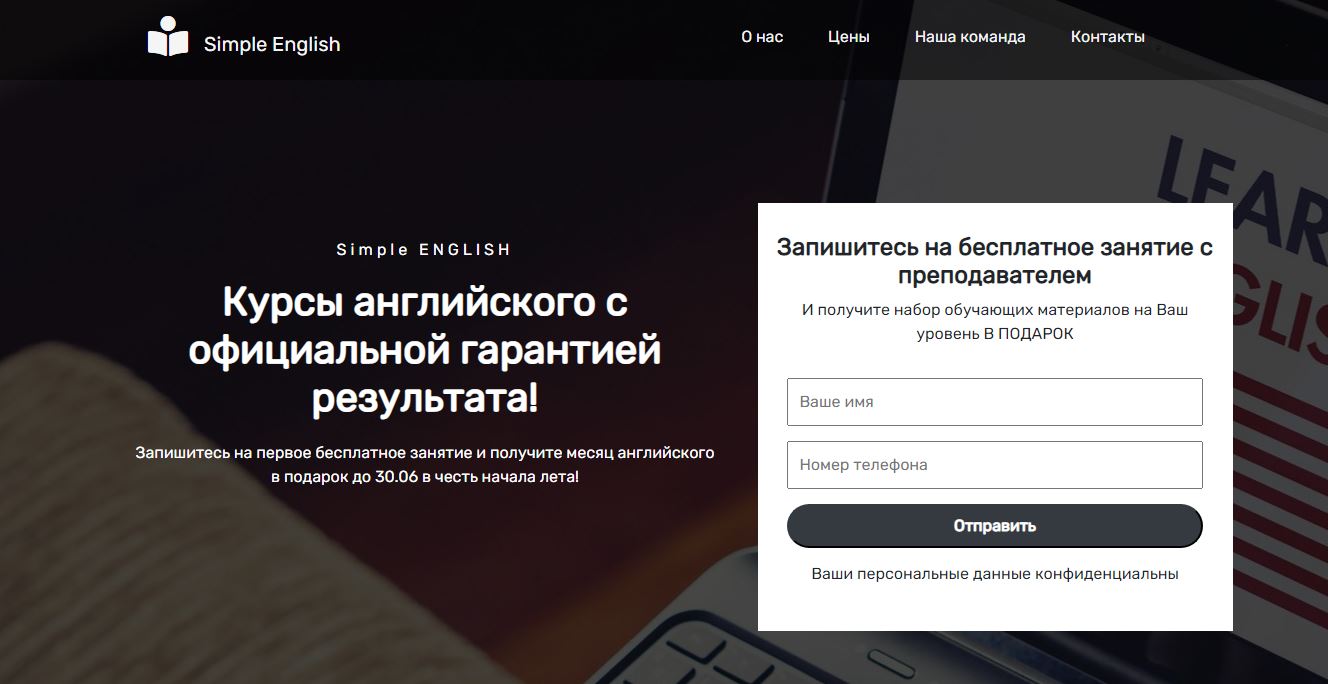 Simple English
О нас
Цены
Наша команда
Контакты
Simple ENGLISH
Курсы английского с
официальной гарантией
результата!
Запишитесь на первое бесплатное занятие и получите месяц английского
в подарок до 30.06 в честь начала лета!
Запишитесь на бесплатное занятие с
преподавателем
И получите набор обучающих материалов на Ваш
уровень В ПОДАРОК
Ваше имя
Номер телефона
Отправить
Ваши персональные данные конфиденциальны
LEAR
GLIS